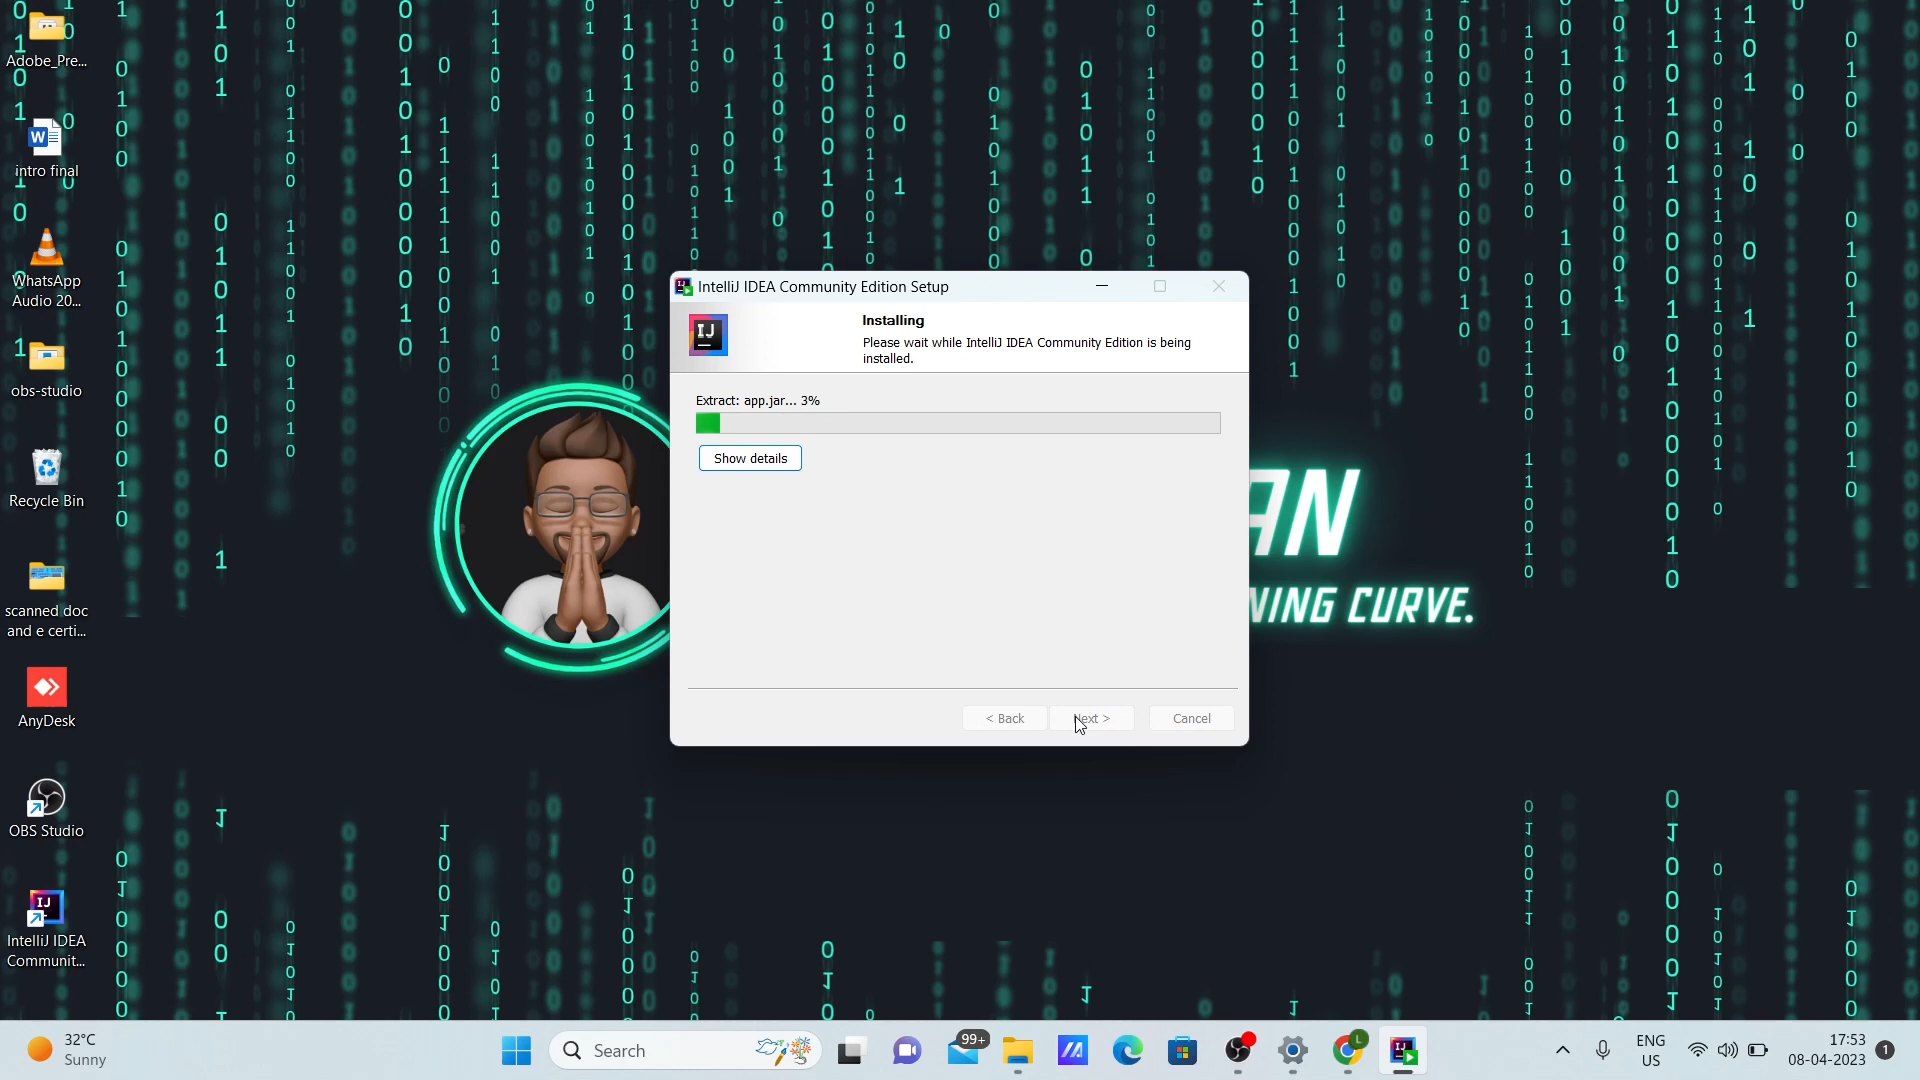 Adobe_Pre...
intro final
WhatsApp
Audio 20...
obs-studio
Recycle Bin
scanned doc
and e certi...
AnyDesk
OBS Studio
IntelliJ IDEA
Communit...
IntelliJ IDEA Community Edition Setup
IJ
Installing
Please wait while IntelliJ IDEA Community Edition is being
installed.
Extract: app.jar... 3%
Show details
< Back
Next >
Cancel
AN
NING CURVE.
32°C
Sunny
Search
99+
L
ENG
US
17:53
08-04-2023
1